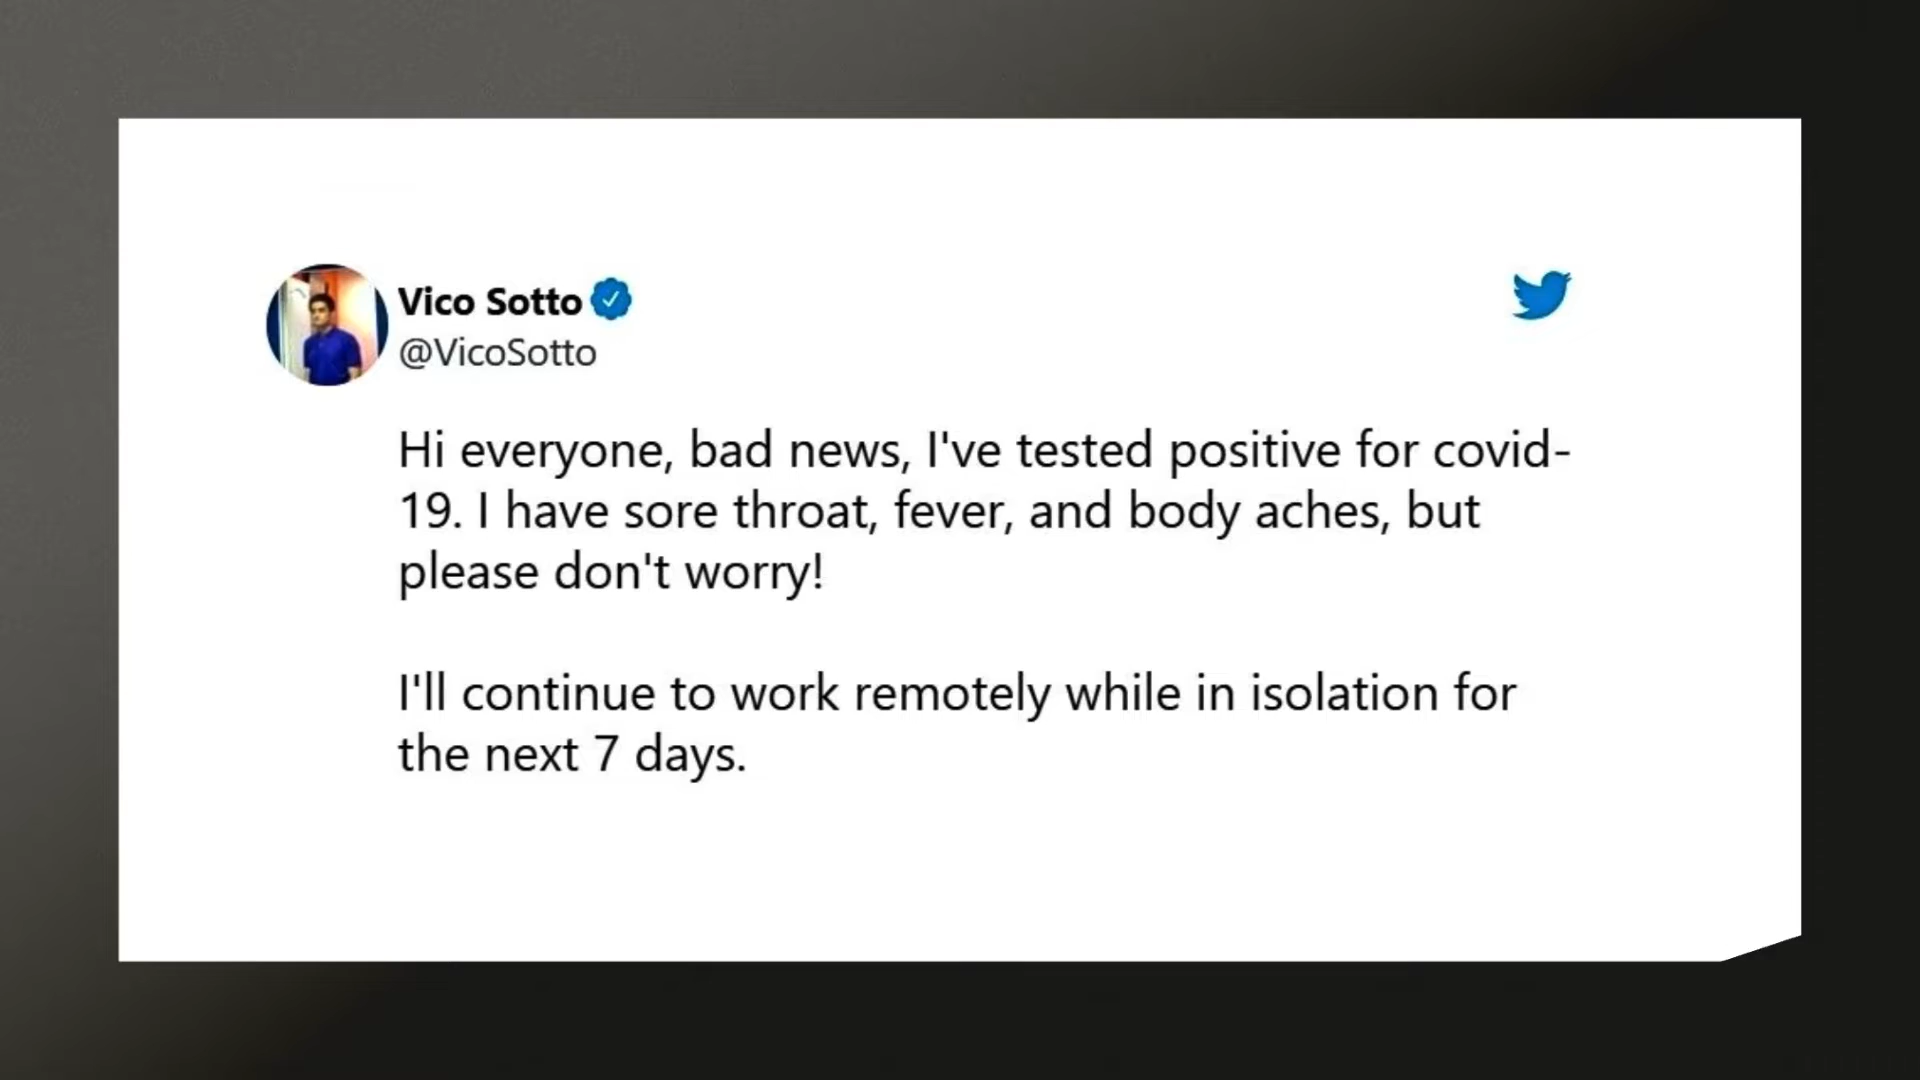 Vico Sotto
@VicoSotto
Hi everyone, bad news, I've tested positive for covid-
19. I have sore throat, fever, and body aches, but
please don't worry!
I'll continue to work remotely while in isolation for
the next 7 days.